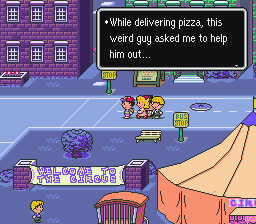 •While delivering pizza, this
weird guy asked me to help
him out...
BUS
STOP
BUS
STOP
WELCOME TO
THE CIRCUS
CIR